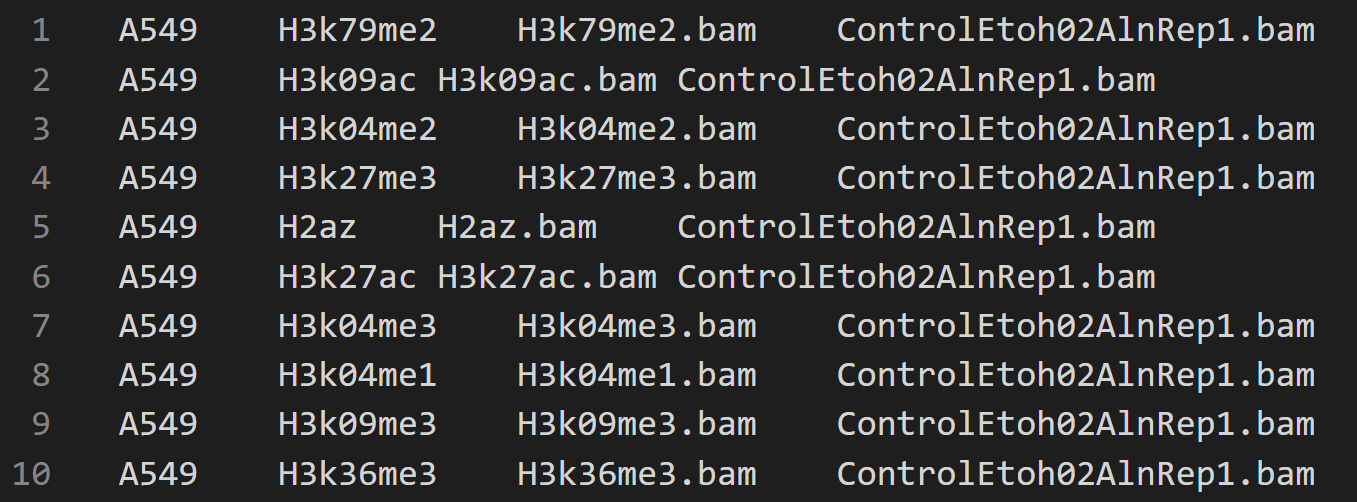 1 A549 H3k79me2 H3k79me2.bam ControlEtoh02AlnRep1.bam
2 A549 H3k09ac H3k09ac.bam ControlEtoh02AlnRep1.bam
3 A549 H3k04me2 H3k04me2.bam ControlEtoh02AlnRep1.bam
4 A549 H3k27me3 H3k27me3.bam ControlEtoh02AlnRep1.bam
5 A549 H2az H2az.bam ControlEtoh02AlnRep1.bam
6 A549 H3k27ac H3k27ac.bam ControlEtoh02AlnRep1.bam
7 A549 H3k04me3 H3k04me3.bam ControlEtoh02AlnRep1.bam
8 A549 H3k04me1 H3k04me1.bam ControlEtoh02AlnRep1.bam
9 A549 H3k09me3 H3k09me3.bam ControlEtoh02AlnRep1.bam
10 A549 H3k36me3 H3k36me3.bam ControlEtoh02AlnRep1.bam